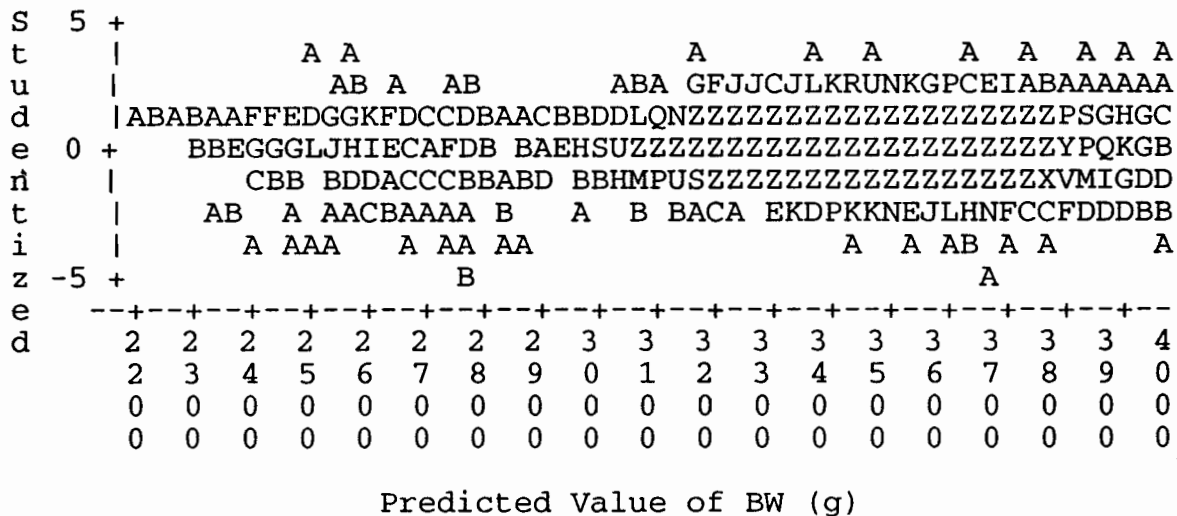 S  5 +
t    |          A A                 A     A  A    A  A  A A A
u    |           AB A  AB       ABA GFJJCJLKRUNKGPCEIABAAAAAA
d    |ABABAAFFEDGGKFDCCDBAACBBDDLQNZZZZZZZZZZZZZZZZZZZPSGHGC
e  0 +   BBEGGGLJHIECAFDB BAEHSUZZZZZZZZZZZZZZZZZZZZZZYPQKGB
n    |      CBB BDDACCCBBABD BBHMPUSZZZZZZZZZZZZZZZZZZXVMIGDD
t    |    AB  A AACBAAAA B   A  B BACA EKDPKKNEJLHNFCCFDDDBB
i    |      A AAA   A AA AA                A  A AB A A     A
z -5 +                 B                           A
e   --+--+--+--+--+--+--+--+--+--+--+--+--+--+--+--+--+--+--
d     2  2  2  2  2  2  2  2  3  3  3  3  3  3  3  3  3  3  4
      2  3  4  5  6  7  8  9  0  1  2  3  4  5  6  7  8  9  0
      0  0  0  0  0  0  0  0  0  0  0  0  0  0  0  0  0  0  0
      0  0  0  0  0  0  0  0  0  0  0  0  0  0  0  0  0  0  0
Predicted Value of BW (g)